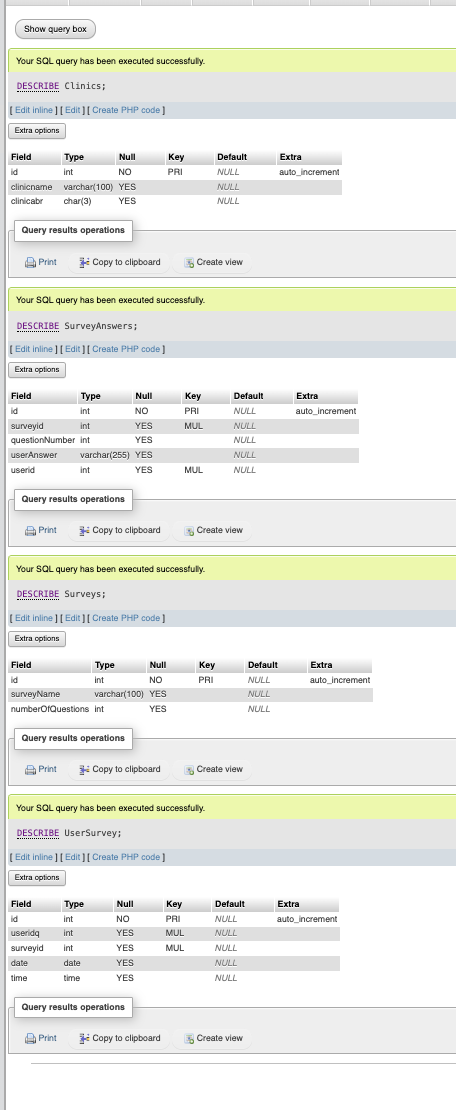 Show query box
Your SQL query has been executed successfully.
DESCRIBE Clinics;
[ Edit inline ] [ Edit ] [ Create PHP code ]
Extra options
Field Type Null Key Default Extra
id int NO PRI NULL auto_increment
clinicname varchar(100) YES NULL
clinicabr char(3) YES NULL
Query results operations
Print Copy to clipboard Create view
Your SQL query has been executed successfully.
DESCRIBE SurveyAnswers;
[ Edit inline ] [ Edit ] [ Create PHP code ]
Extra options
Field Type Null Key Default Extra
id int NO PRI NULL auto_increment
surveyid int YES MUL NULL
questionNumber int YES NULL
userAnswer varchar(255) YES NULL
userid int YES MUL NULL
Query results operations
Print Copy to clipboard Create view
Your SQL query has been executed successfully.
DESCRIBE Surveys;
[ Edit inline ] [ Edit ] [ Create PHP code ]
Extra options
Field Type Null Key Default Extra
id int NO PRI NULL auto_increment
surveyName varchar(100) YES NULL
numberOfQuestions int YES NULL
Query results operations
Print Copy to clipboard Create view
Your SQL query has been executed successfully.
DESCRIBE UserSurvey;
[ Edit inline ] [ Edit ] [ Create PHP code ]
Extra options
Field Type Null Key Default Extra
id int NO PRI NULL auto_increment
useridq int YES MUL NULL
surveyid int YES MUL NULL
date date YES NULL
time time YES NULL
Query results operations
Print Copy to clipboard Create view